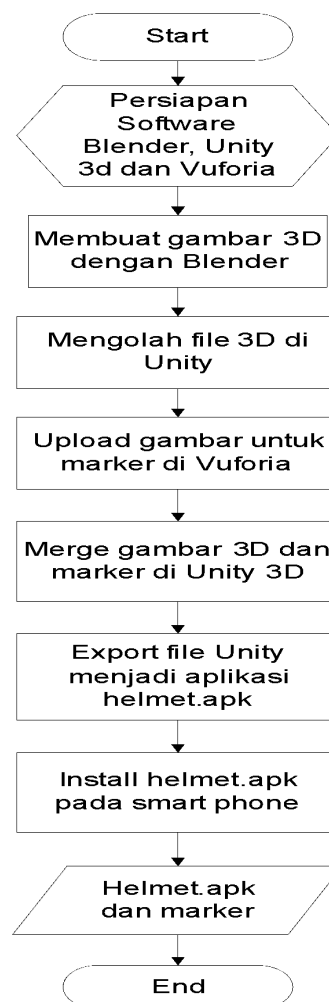 Start
Persiapan
Software
Blender, Unity
3d dan Vuforia
Membuat gambar 3D
dengan Blender
Mengolah file 3D di
Unity
Upload gambar untuk
marker di Vuforia
Merge gambar 3D dan
marker di Unity 3D
Export file Unity
menjadi aplikasi
helmet.apk
Install helmet.apk
pada smart phone
Helmet.apk
dan marker
End